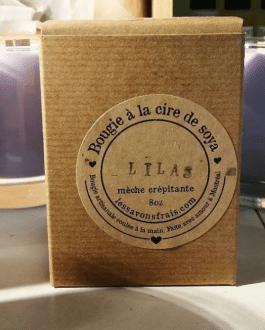 Bougie à la cire de soya
LILAS
mèche crépitante
8oz
lessavonsfrais.com
Bougie artisanale coulée à la main. Faite avec amour à Montréal